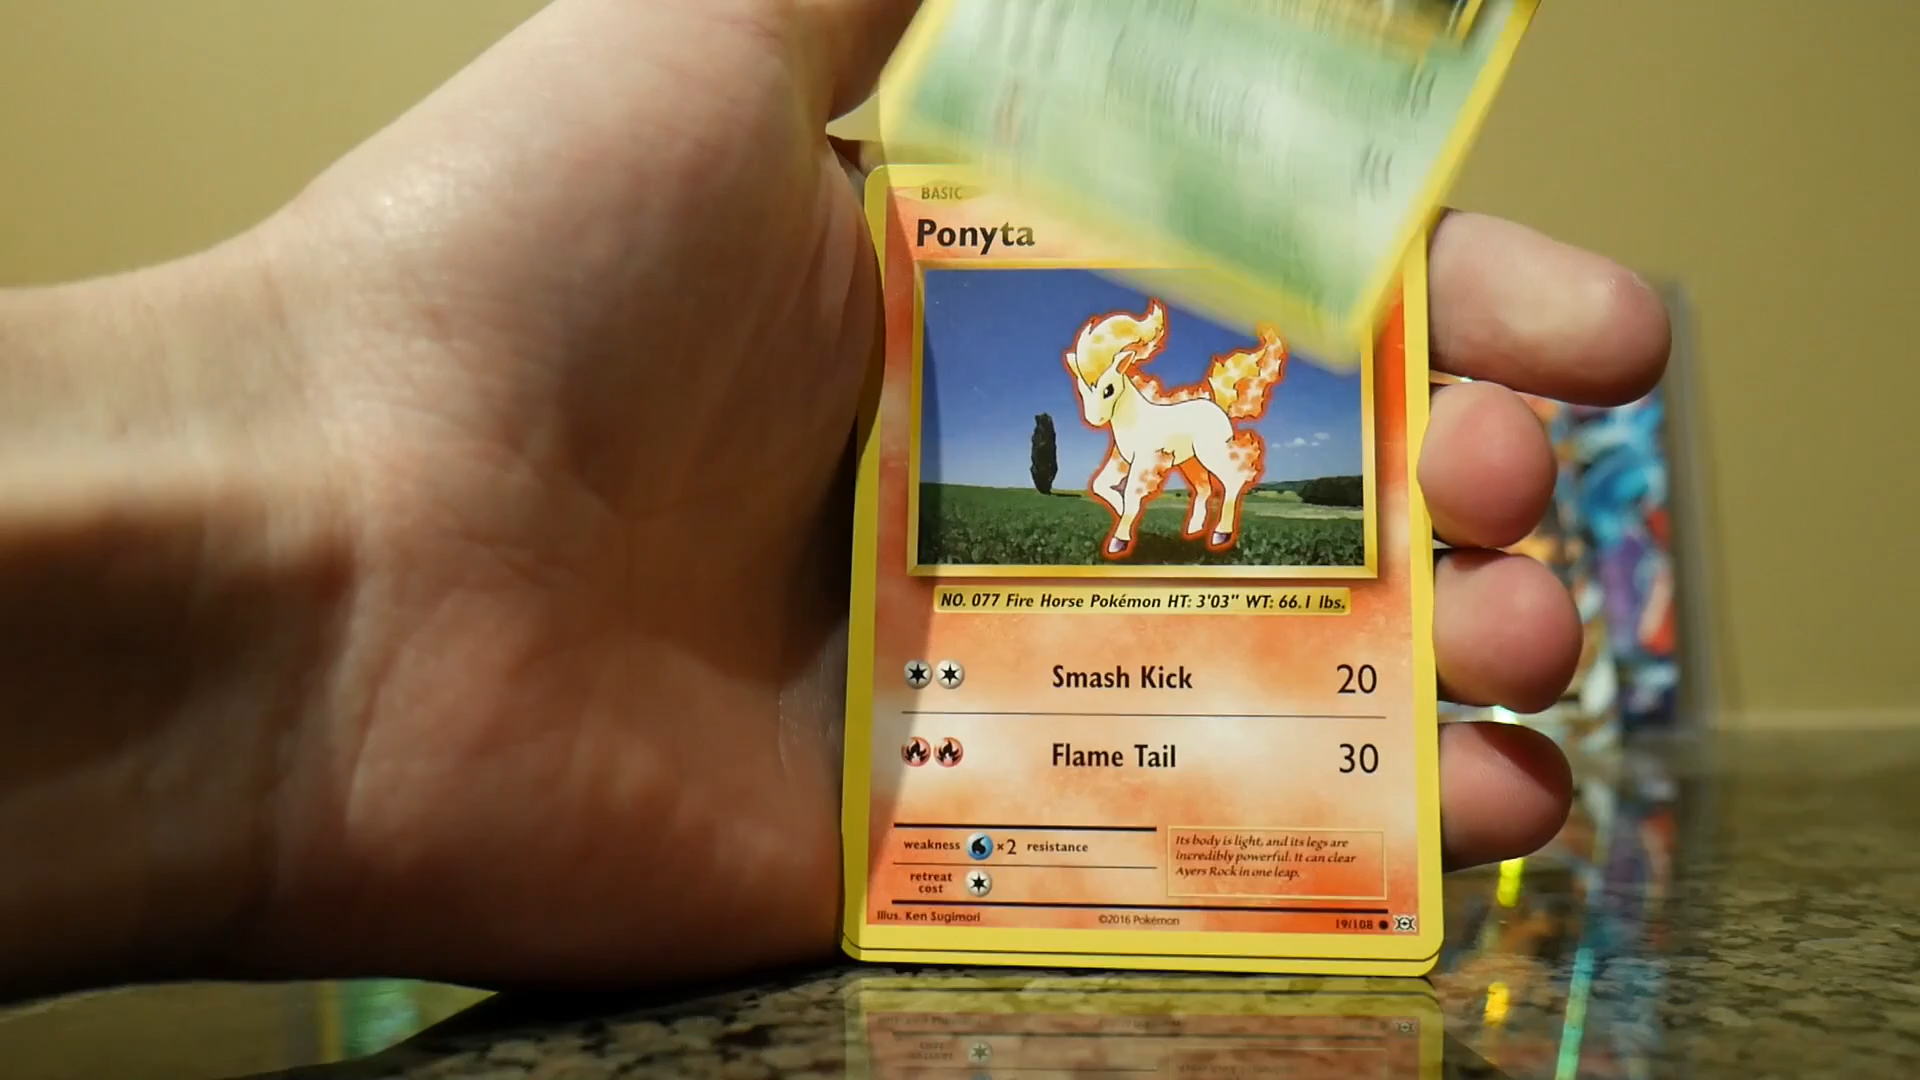 BASIC
Ponyta
NO. 077 Fire Horse Pokémon HT: 3'03" WT: 66.1 lbs.
Smash Kick 20
Flame Tail 30
weakness ×2 resistance
retreat
cost
Its body is light, and its legs are
incredibly powerful. It can clear
Ayers Rock in one leap.
Illus. Ken Sugimori ©2016 Pokémon 19/108